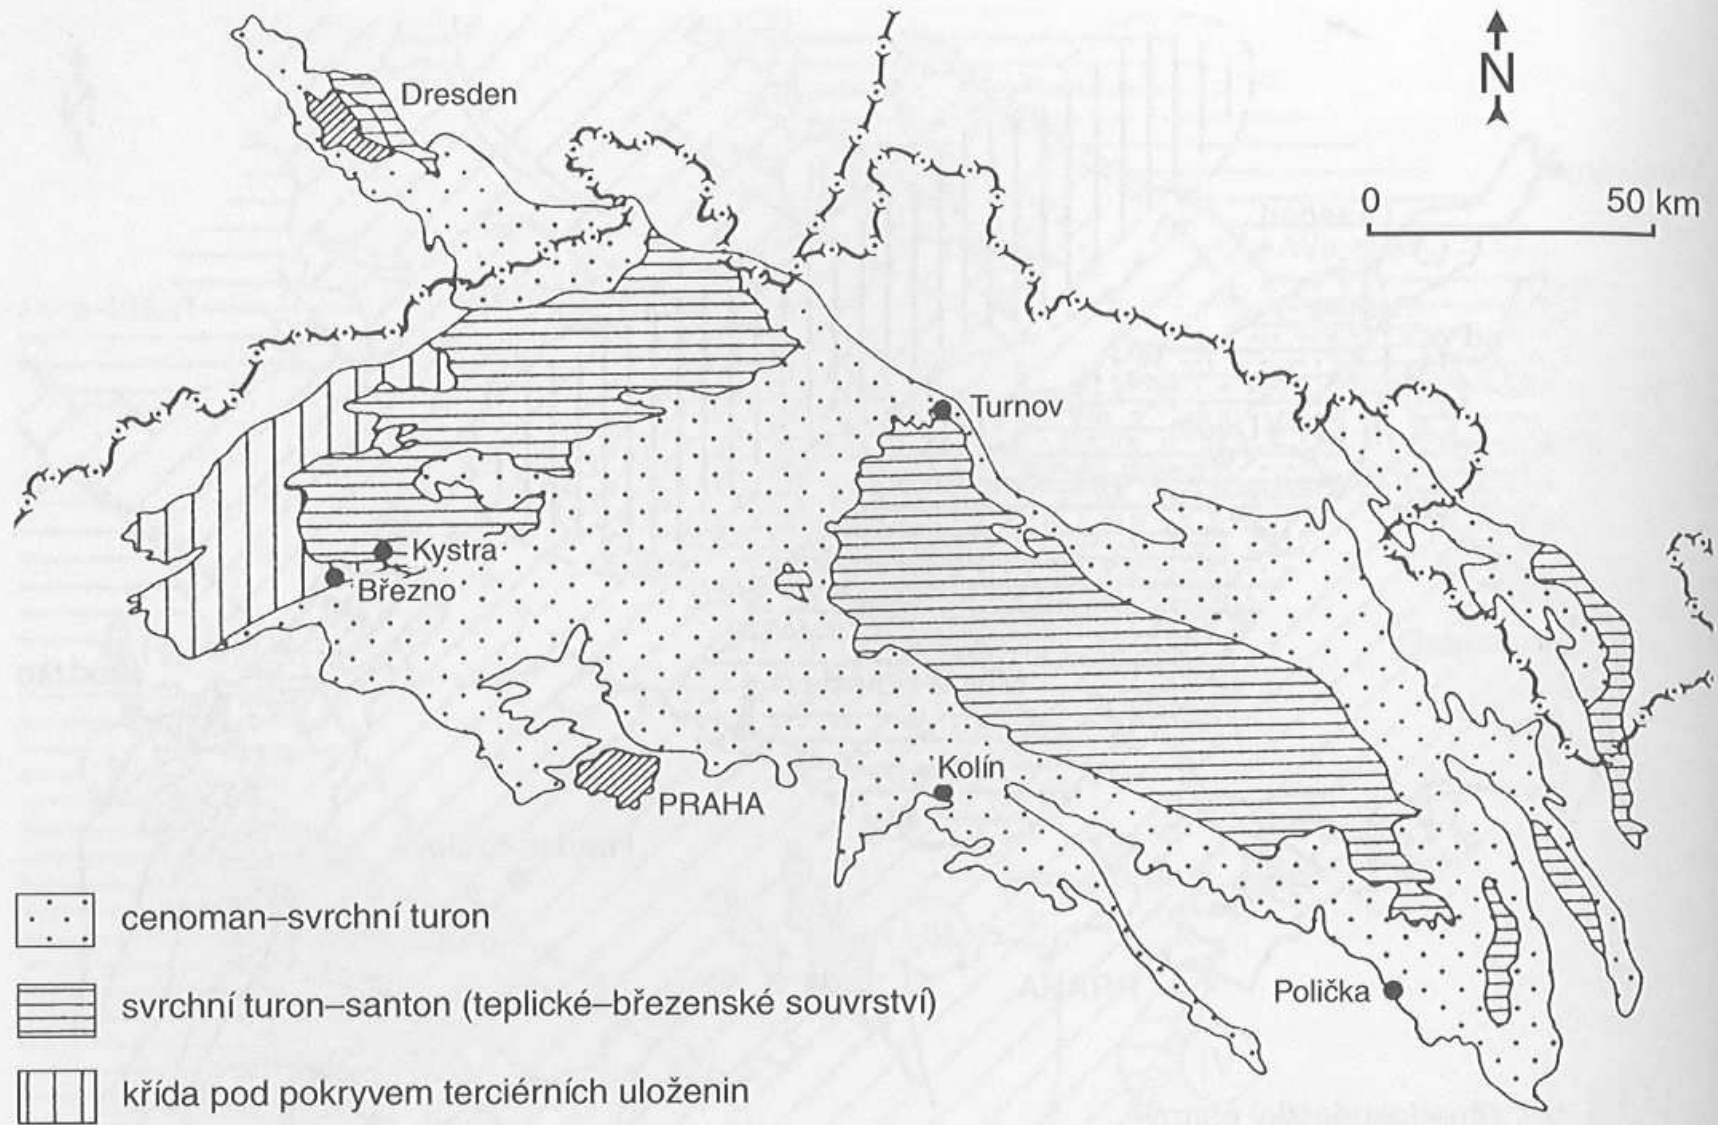 Dresden
N
0 50 km
Turnov
Kystra
Březno
Kolín
PRAHA
Polička
cenoman–svrchní turon
svrchní turon–santon (teplické–březenské souvrství)
křída pod pokryvem terciérních uloženin